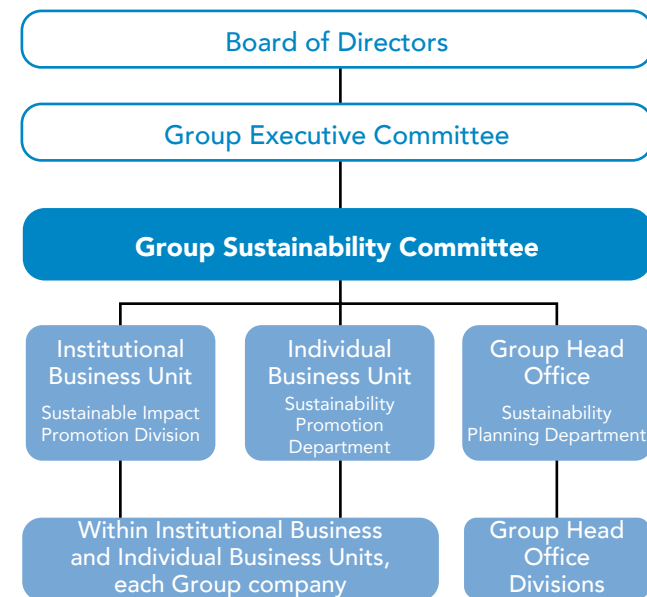 Board of Directors
Group Executive Committee
Group Sustainability Committee
Institutional
Business Unit
Sustainable Impact
Promotion Division
Individual
Business Unit
Sustainability
Promotion
Department
Group Head
Office
Sustainability
Planning Department
Within Institutional Business
and Individual Business Units,
each Group company
Group Head
Office
Divisions